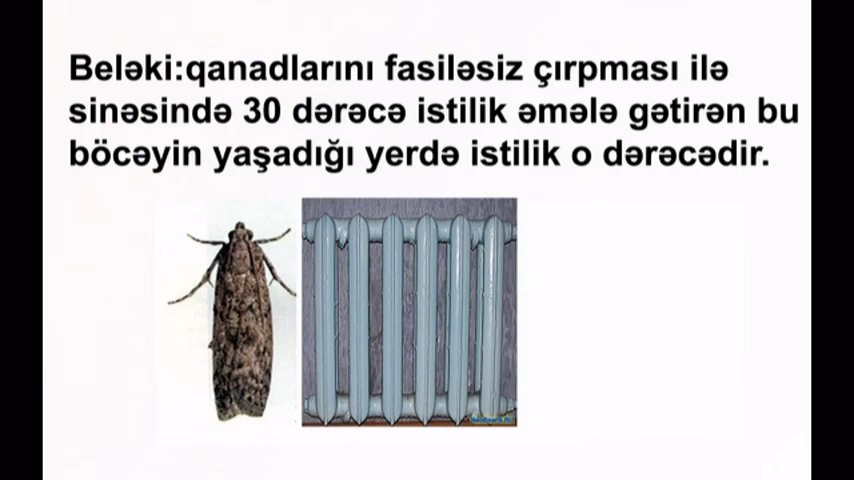 Beləki:qanadlarını fasiləsiz çırpması ilə
sinəsində 30 dərəcə istilik əmələ gətirən bu
böcəyin yaşadığı yerdə istilik o dərəcədir.